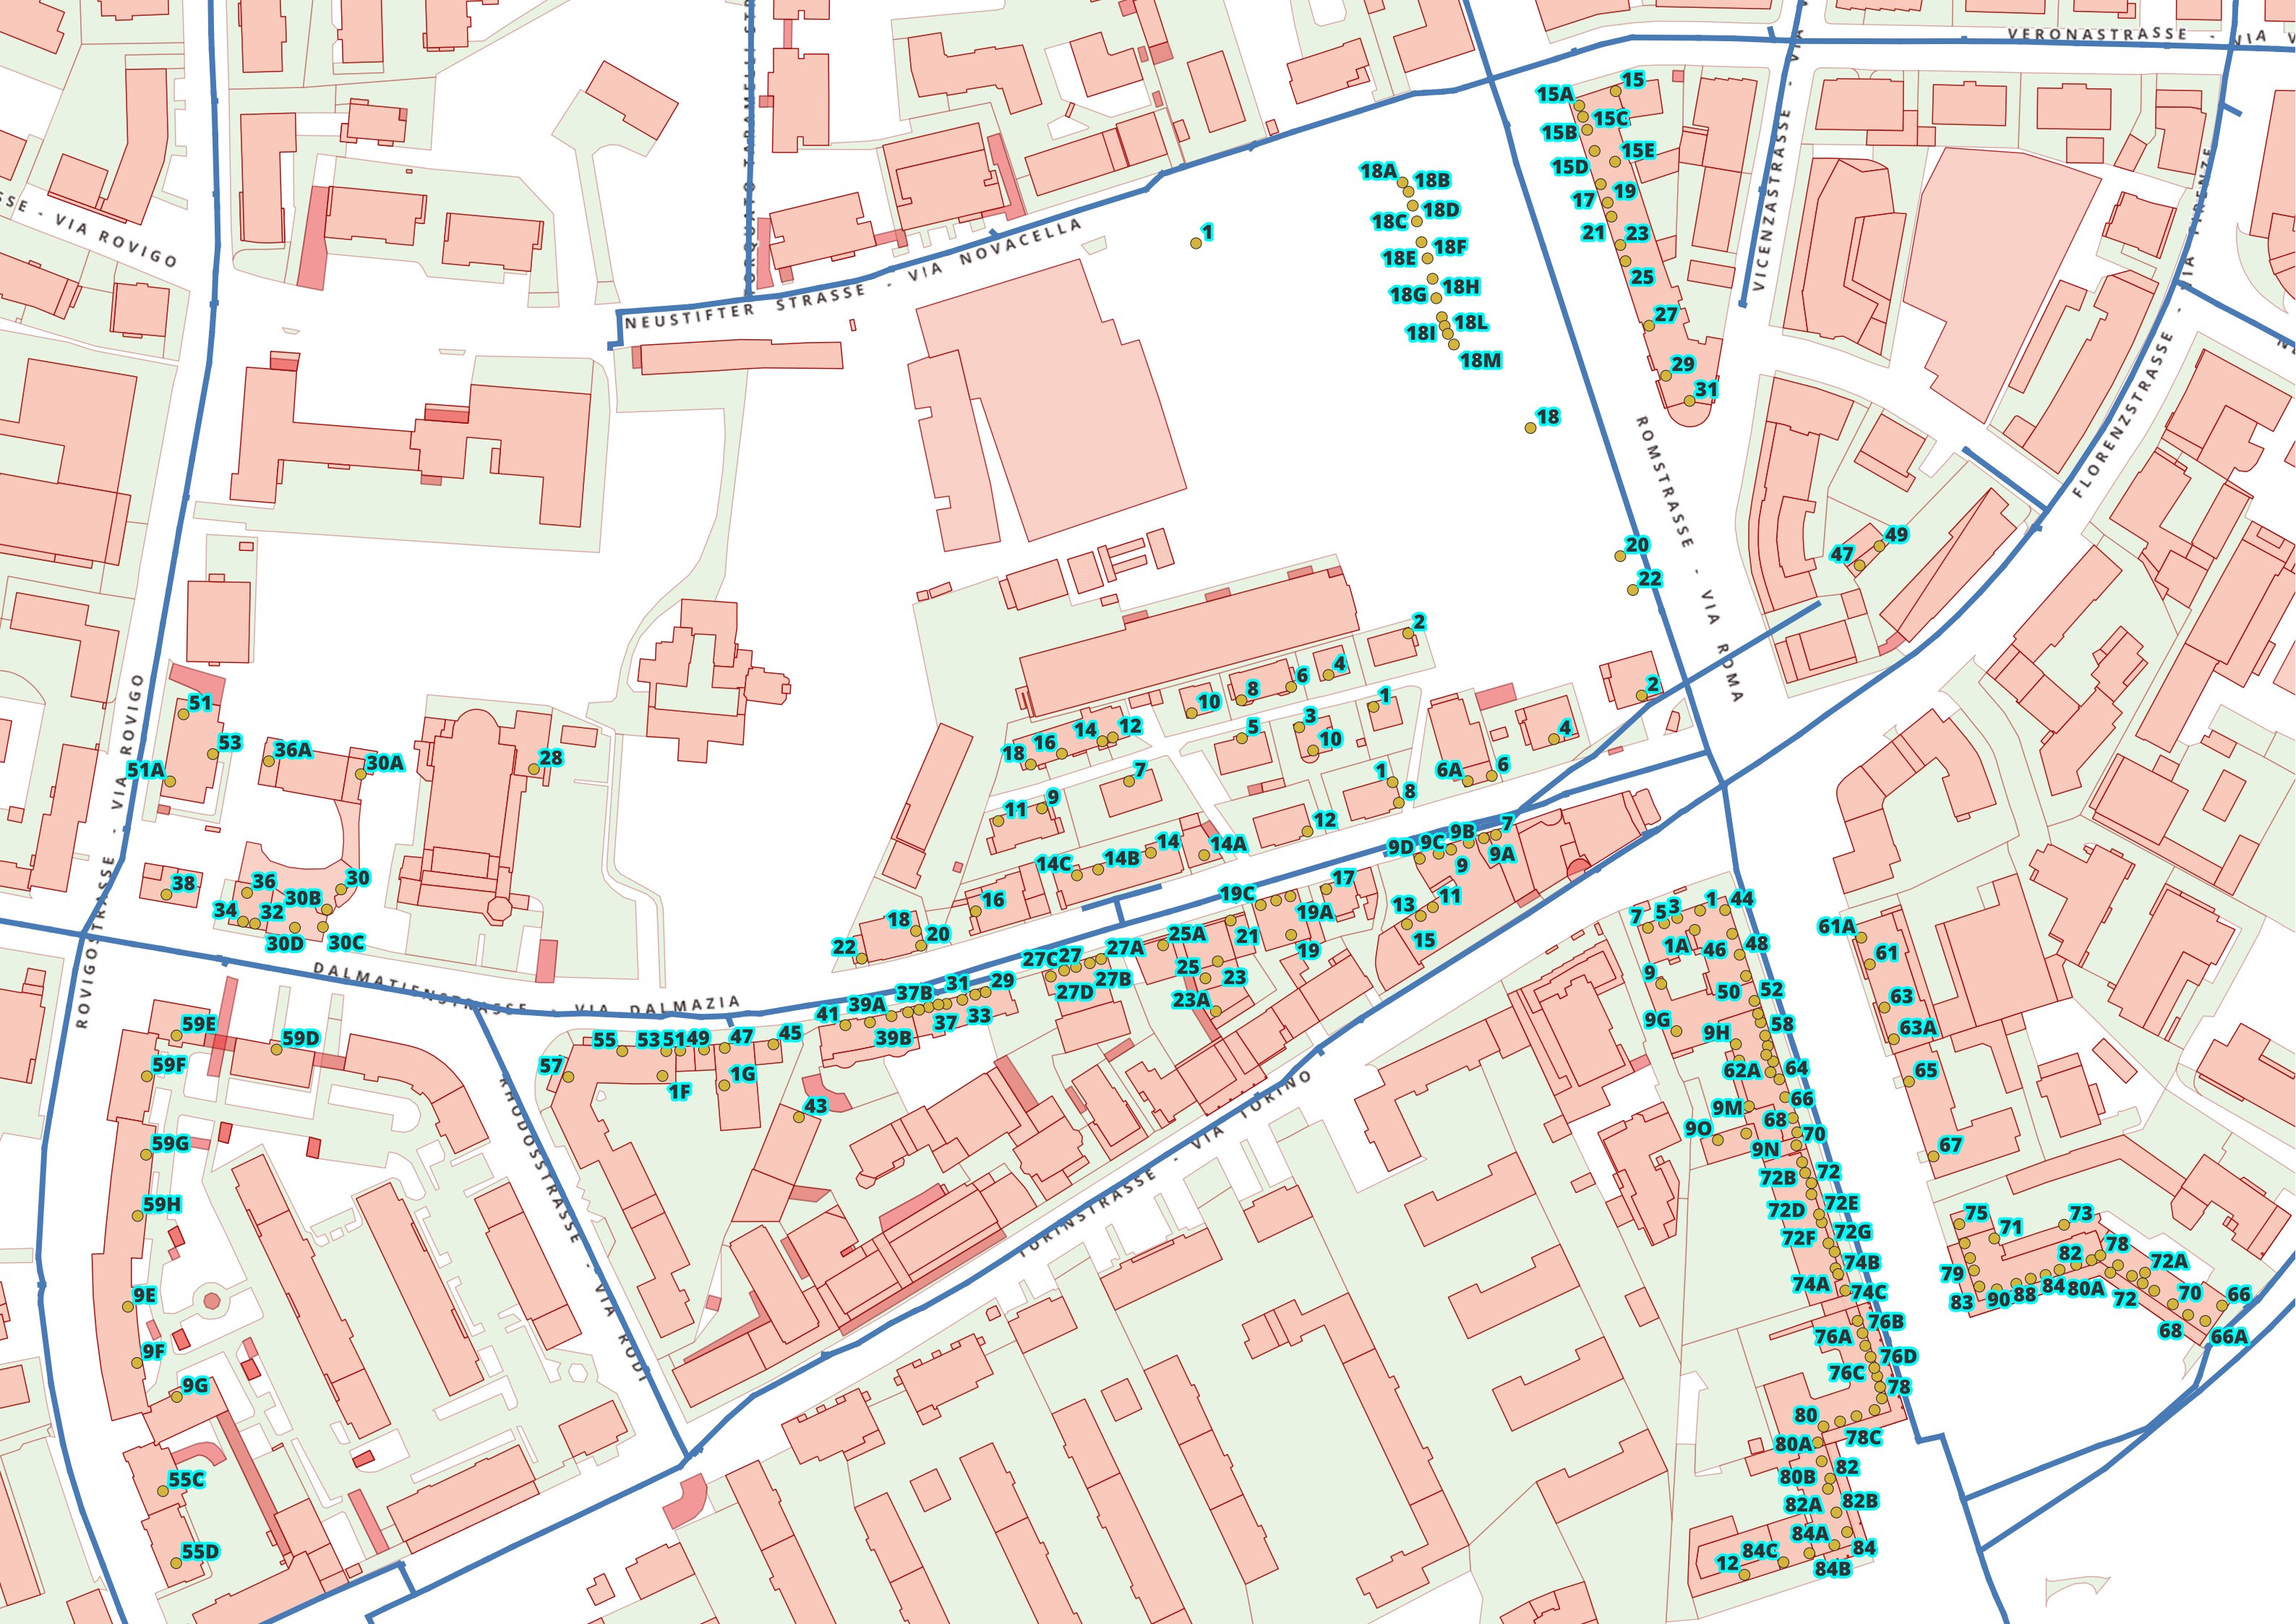 VERONASTRASSE - VIA V
SSE - VIA ROVIGO
NEUSTIFTER STRASSE - VIA NOVACELLA
VICENZASTRASSE - VIA
FLORENZSTRASSE - VIA FIRENZE
ROMSTRASSE - VIA ROMA
ROVIGOSTRASSE - VIA ROVIGO
DALMATIENSTRASSE - VIA DALMAZIA
RHODOSSTRASSE - VIA RODI
TURINSTRASSE - VIA TORINO
15
15A
15C
15B
15E
15D
19
17
21
23
25
27
29
31
18A
18B
18D
18C
18F
18E
18H
18G
18L
18I
18M
1
18
20
22
49
47
2
4
6
8
10
12
14
16
18
1
3
10
5
7
9
11
2
4
6
6A
1
8
12
14A
14
14B
14C
16
18
20
22
51
53
51A
36A
30A
28
38
36
30
30B
34
32
30D
30C
7
9B
9A
9C
9D
9
11
13
15
17
19C
19A
19
21
25A
25
23
23A
27A
27
27C
27B
27D
29
31
33
37B
37
39A
39B
41
45
47
49
51
53
55
57
1F
1G
43
59E
59D
59F
59G
59H
9E
9F
9G
55C
55D
44
1
3
5
7
1A
46
48
9
50
52
9G
58
9H
62A
64
66
9M
68
9O
70
9N
72
72B
72E
72D
72G
72F
74B
74A
74C
76B
76A
76D
76C
78
80
78C
80A
82
80B
82B
82A
84A
84
84C
84B
12
61A
61
63
63A
65
67
75
71
73
79
83
90
88
84
82
80A
78
72A
72
70
68
66
66A